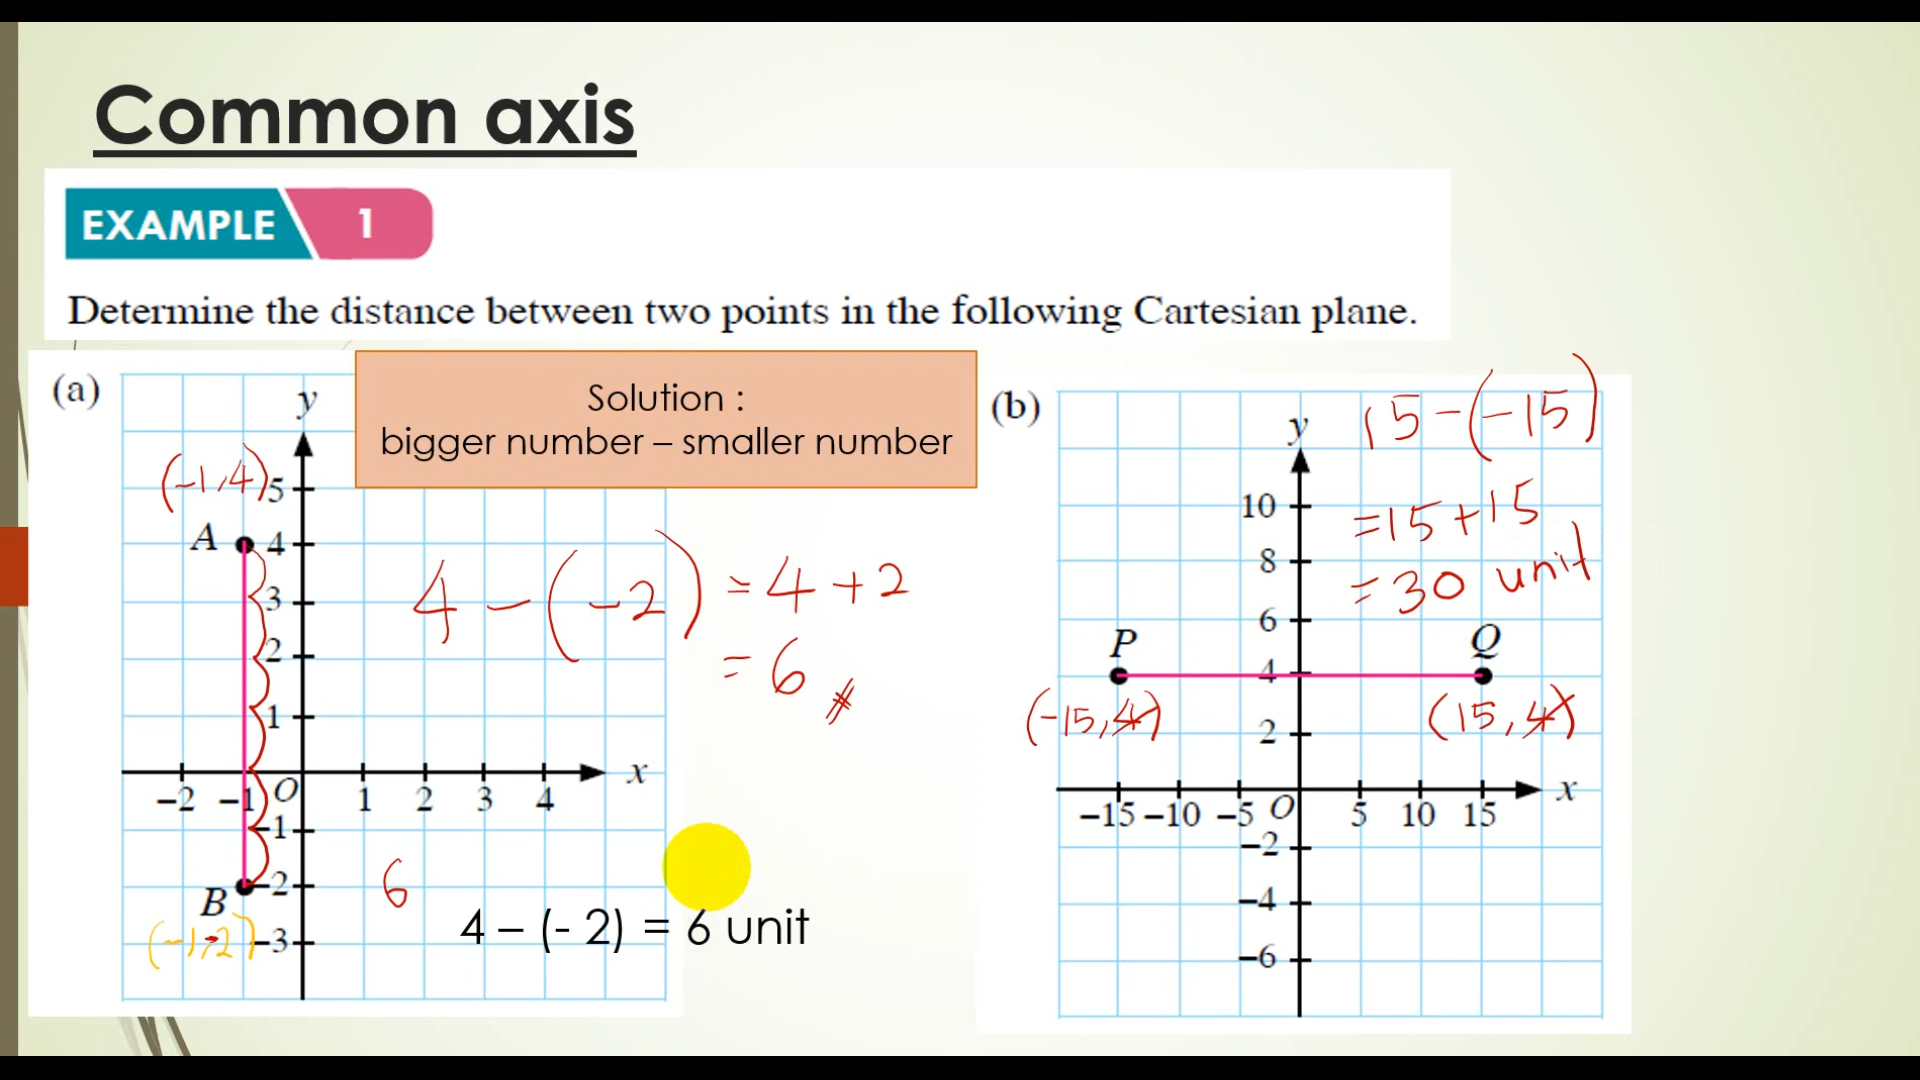 Common axis
EXAMPLE 1
Determine the distance between two points in the following Cartesian plane.
(a)
Solution :
bigger number – smaller number
y
(-1,4)
5
A
4
3
2
1
x
-2 -1 O 1 2 3 4
-1
B
-2
(-1,-2)
-3
4 - (-2) = 4 + 2
= 6 #
6
4 – (- 2) = 6 unit
(b)
y
15 - (-15)
= 15 + 15
= 30 unit
10
8
6
P
Q
4
(-15, 4)
(15, 4)
2
x
-15 -10 -5 O 5 10 15
-2
-4
-6